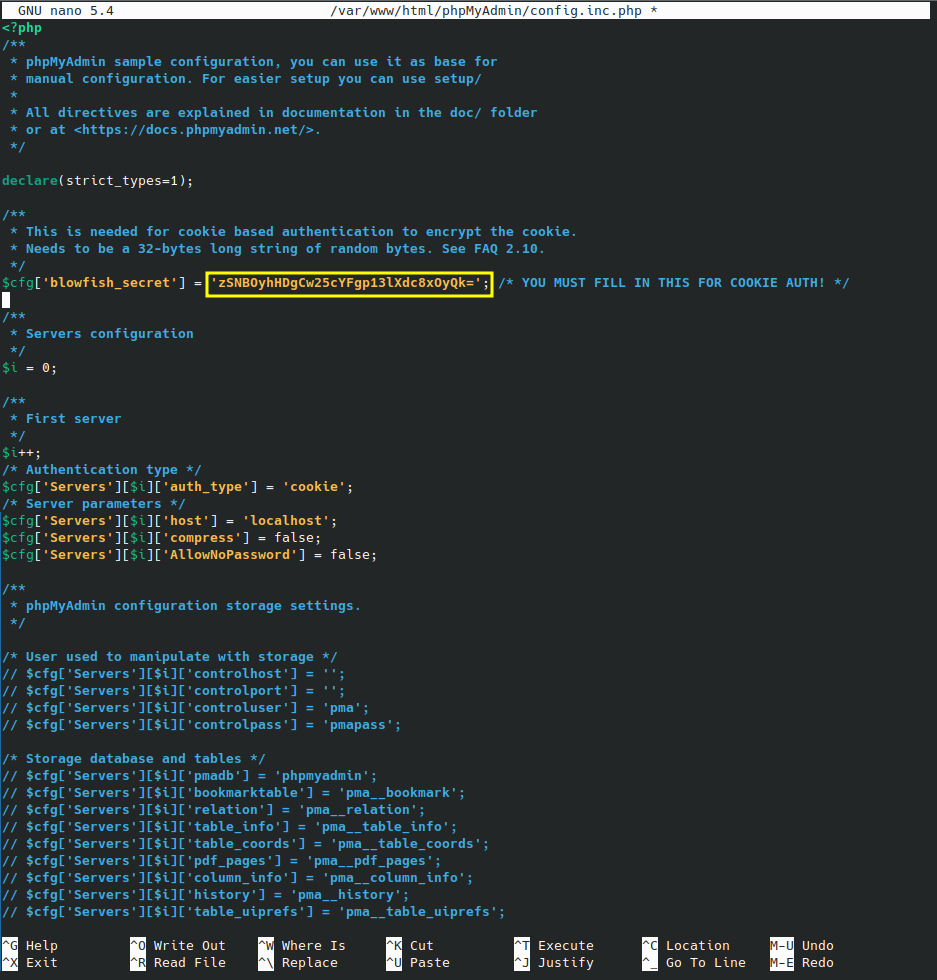 GNU nano 5.4 /var/www/html/phpMyAdmin/config.inc.php *
<?php
/**
 * phpMyAdmin sample configuration, you can use it as base for
 * manual configuration. For easier setup you can use setup/
 *
 * All directives are explained in documentation in the doc/ folder
 * or at <https://docs.phpmyadmin.net/>.
 */
declare(strict_types=1);
/**
 * This is needed for cookie based authentication to encrypt the cookie.
 * Needs to be a 32-bytes long string of random bytes. See FAQ 2.10.
 */
$cfg['blowfish_secret'] = 'zSNBOyhHDgCw25cYFgp13lXdc8xOyQk='; /* YOU MUST FILL IN THIS FOR COOKIE AUTH! */
/**
 * Servers configuration
 */
$i = 0;
/**
 * First server
 */
$i++;
/* Authentication type */
$cfg['Servers'][$i]['auth_type'] = 'cookie';
/* Server parameters */
$cfg['Servers'][$i]['host'] = 'localhost';
$cfg['Servers'][$i]['compress'] = false;
$cfg['Servers'][$i]['AllowNoPassword'] = false;
/**
 * phpMyAdmin configuration storage settings.
 */
/* User used to manipulate with storage */
// $cfg['Servers'][$i]['controlhost'] = '';
// $cfg['Servers'][$i]['controlport'] = '';
// $cfg['Servers'][$i]['controluser'] = 'pma';
// $cfg['Servers'][$i]['controlpass'] = 'pmapass';
/* Storage database and tables */
// $cfg['Servers'][$i]['pmadb'] = 'phpmyadmin';
// $cfg['Servers'][$i]['bookmarktable'] = 'pma__bookmark';
// $cfg['Servers'][$i]['relation'] = 'pma__relation';
// $cfg['Servers'][$i]['table_info'] = 'pma__table_info';
// $cfg['Servers'][$i]['table_coords'] = 'pma__table_coords';
// $cfg['Servers'][$i]['pdf_pages'] = 'pma__pdf_pages';
// $cfg['Servers'][$i]['column_info'] = 'pma__column_info';
// $cfg['Servers'][$i]['history'] = 'pma__history';
// $cfg['Servers'][$i]['table_uiprefs'] = 'pma__table_uiprefs';
^G Help ^O Write Out ^W Where Is ^K Cut ^T Execute ^C Location M-U Undo
^X Exit ^R Read File ^\ Replace ^U Paste ^J Justify ^_ Go To Line M-E Redo